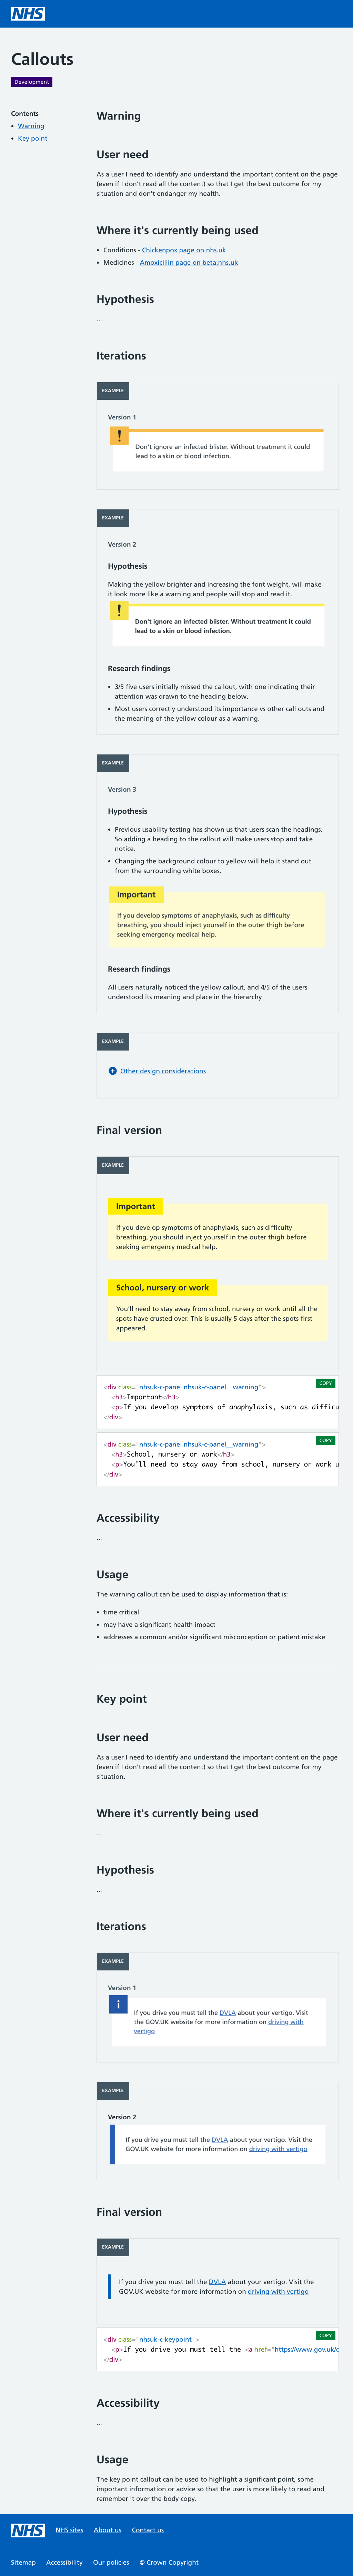 NHS
Callouts
Development
Contents
Warning
Key point
Warning
User need
As a user I need to identify and understand the important content on the page
(even if I don't read all the content) so that I get the best outcome for my
situation and don't endanger my health.
Where it's currently being used
Conditions - Chickenpox page on nhs.uk
Medicines - Amoxicillin page on beta.nhs.uk
Hypothesis
...
Iterations
EXAMPLE
Version 1
!
Don't ignore an infected blister. Without treatment it could
lead to a skin or blood infection.
EXAMPLE
Version 2
Hypothesis
Making the yellow brighter and increasing the font weight, will make
it look more like a warning and people will stop and read it.
!
Don't ignore an infected blister. Without treatment it could
lead to a skin or blood infection.
Research findings
3/5 five users initially missed the callout, with one indicating their
attention was drawn to the heading below.
Most users correctly understood its importance vs other call outs and
the meaning of the yellow colour as a warning.
EXAMPLE
Version 3
Hypothesis
Previous usability testing has shown us that users scan the headings.
So adding a heading to the callout will make users stop and take
notice.
Changing the background colour to yellow will help it stand out
from the surrounding white boxes.
Important
If you develop symptoms of anaphylaxis, such as difficulty
breathing, you should inject yourself in the outer thigh before
seeking emergency medical help.
Research findings
All users naturally noticed the yellow callout, and 4/5 of the users
understood its meaning and place in the hierarchy
EXAMPLE
Other design considerations
Final version
EXAMPLE
Important
If you develop symptoms of anaphylaxis, such as difficulty
breathing, you should inject yourself in the outer thigh before
seeking emergency medical help.
School, nursery or work
You'll need to stay away from school, nursery or work until all the
spots have crusted over. This is usually 5 days after the spots first
appeared.
COPY
<div class="nhsuk-c-panel nhsuk-c-panel__warning">
<h3>Important</h3>
<p>If you develop symptoms of anaphylaxis, such as difficu
</div>
COPY
<div class="nhsuk-c-panel nhsuk-c-panel__warning">
<h3>School, nursery or work</h3>
<p>You'll need to stay away from school, nursery or work u
</div>
Accessibility
...
Usage
The warning callout can be used to display information that is:
time critical
may have a significant health impact
addresses a common and/or significant misconception or patient mistake
Key point
User need
As a user I need to identify and understand the important content on the page
(even if I don't read all the content) so that I get the best outcome for my
situation.
Where it's currently being used
...
Hypothesis
...
Iterations
EXAMPLE
Version 1
i
If you drive you must tell the DVLA about your vertigo. Visit
the GOV.UK website for more information on driving with
vertigo
EXAMPLE
Version 2
If you drive you must tell the DVLA about your vertigo. Visit the
GOV.UK website for more information on driving with vertigo
Final version
EXAMPLE
If you drive you must tell the DVLA about your vertigo. Visit the
GOV.UK website for more information on driving with vertigo
COPY
<div class="nhsuk-c-keypoint">
<p>If you drive you must tell the <a href="https://www.gov.uk/c
</div>
Accessibility
...
Usage
The key point callout can be used to highlight a significant point, some
important information or advice so that the user is more likely to read and
remember it over the body copy.
NHS NHS sites About us Contact us
Sitemap Accessibility Our policies © Crown Copyright